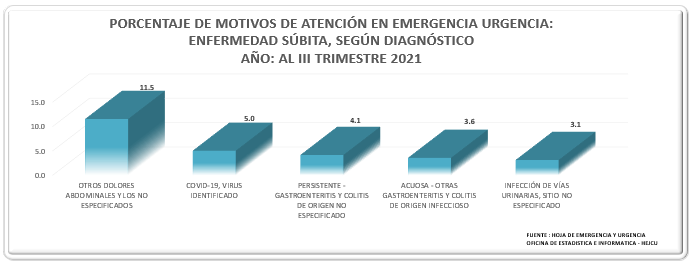 PORCENTAJE DE MOTIVOS DE ATENCIÓN EN EMERGENCIA URGENCIA:
ENFERMEDAD SÚBITA, SEGÚN DIAGNÓSTICO
AÑO: AL III TRIMESTRE 2021
11.5
5.0
4.1
3.6
3.1
15.0
10.0
5.0
0.0
OTROS DOLORES
ABDOMINALES Y LOS NO
ESPECIFICADOS
COVID-19, VIRUS
IDENTIFICADO
PERSISTENTE -
GASTROENTERITIS Y COLITIS
DE ORIGEN NO
ESPECIFICADO
ACUOSA - OTRAS
GASTROENTERITIS Y COLITIS
DE ORIGEN INFECCIOSO
INFECCIÓN DE VÍAS
URINARIAS, SITIO NO
ESPECIFICADO
FUENTE : HOJA DE EMERGENCIA Y URGENCIA
OFICINA DE ESTADISTICA E INFORMATICA - HEJCU